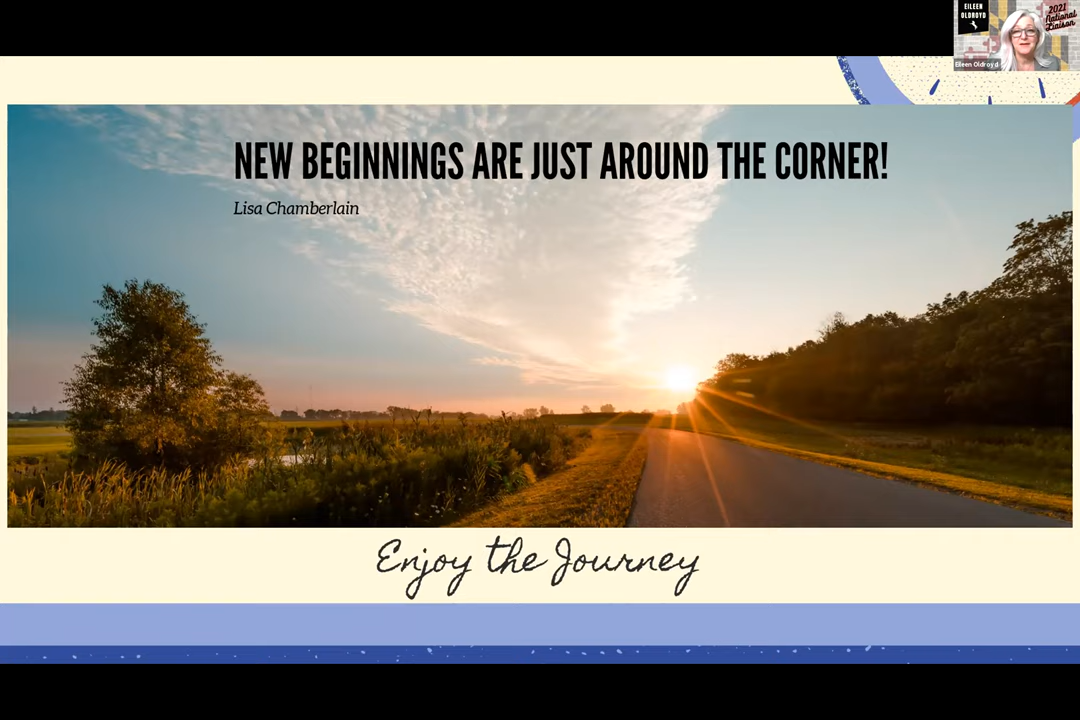 EILEEN
OLDROYD
2021
National
Liaison
Eileen Oldroyd
NEW BEGINNINGS ARE JUST AROUND THE CORNER!
Lisa Chamberlain
Enjoy the Journey